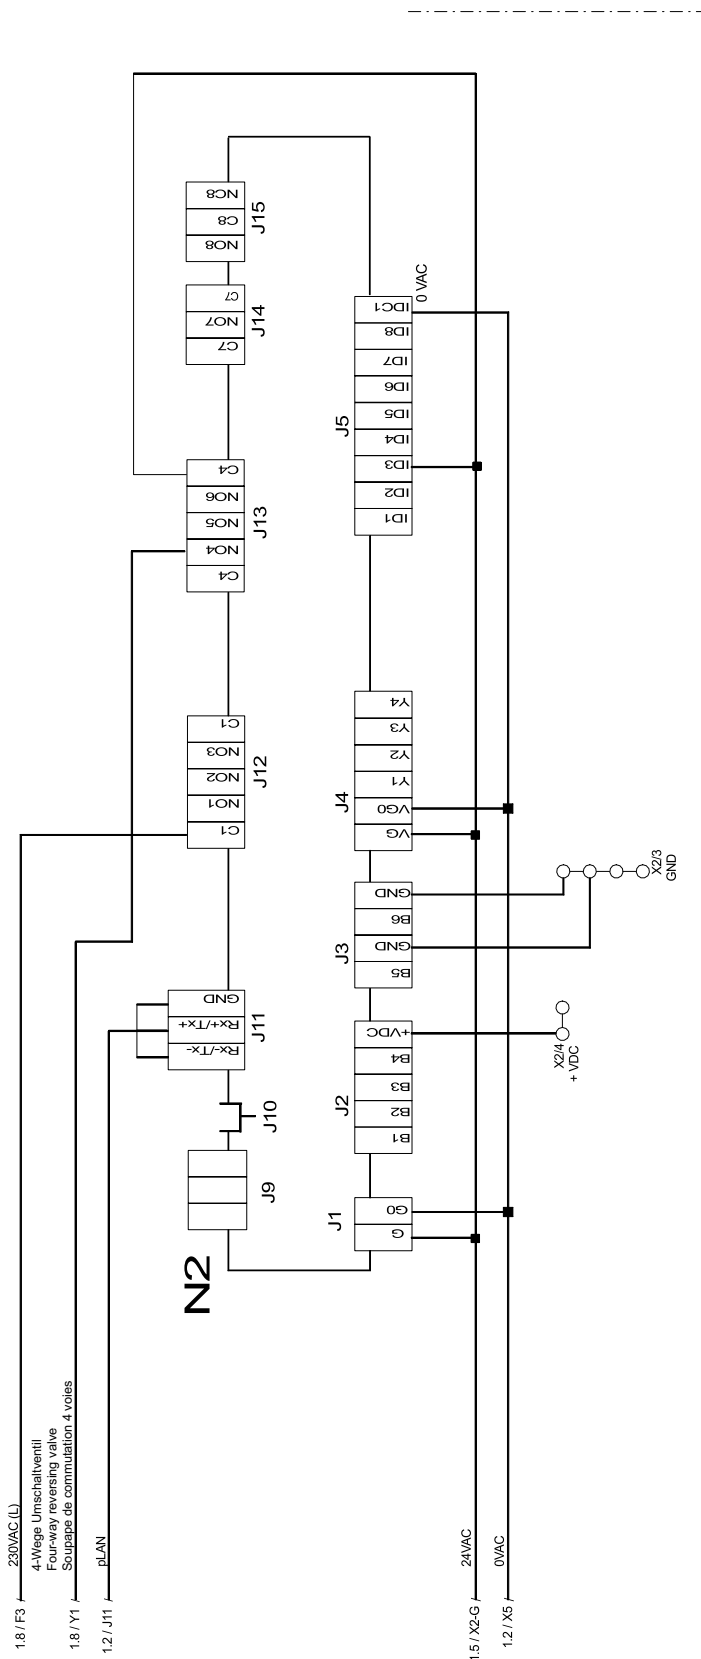 NC8
C8
NO8
J15
C7
NO7
C7
J14
C4
NO6
NO5
NO4
C4
J13
C1
NO3
NO2
NO1
C1
J12
GND
Rx+/Tx+
Rx-/Tx-
J11
J10
J9
N2
0 VAC
IDC1
ID8
ID7
ID6
ID5
ID4
ID3
ID2
ID1
J5
Y4
Y3
Y2
Y1
VG0
VG
J4
GND
B6
GND
B5
J3
X2/3
GND
+VDC
B4
B3
B2
B1
J2
X2/4
+ VDC
G0
G
J1
1.8 / F3
230VAC (L)
4-Wege Umschaltventil
Four-way reversing valve
Soupape de commutation 4 voies
1.8 / Y1
1.2 / J11
pLAN
1.5 / X2-G
24VAC
1.2 / X5
0VAC